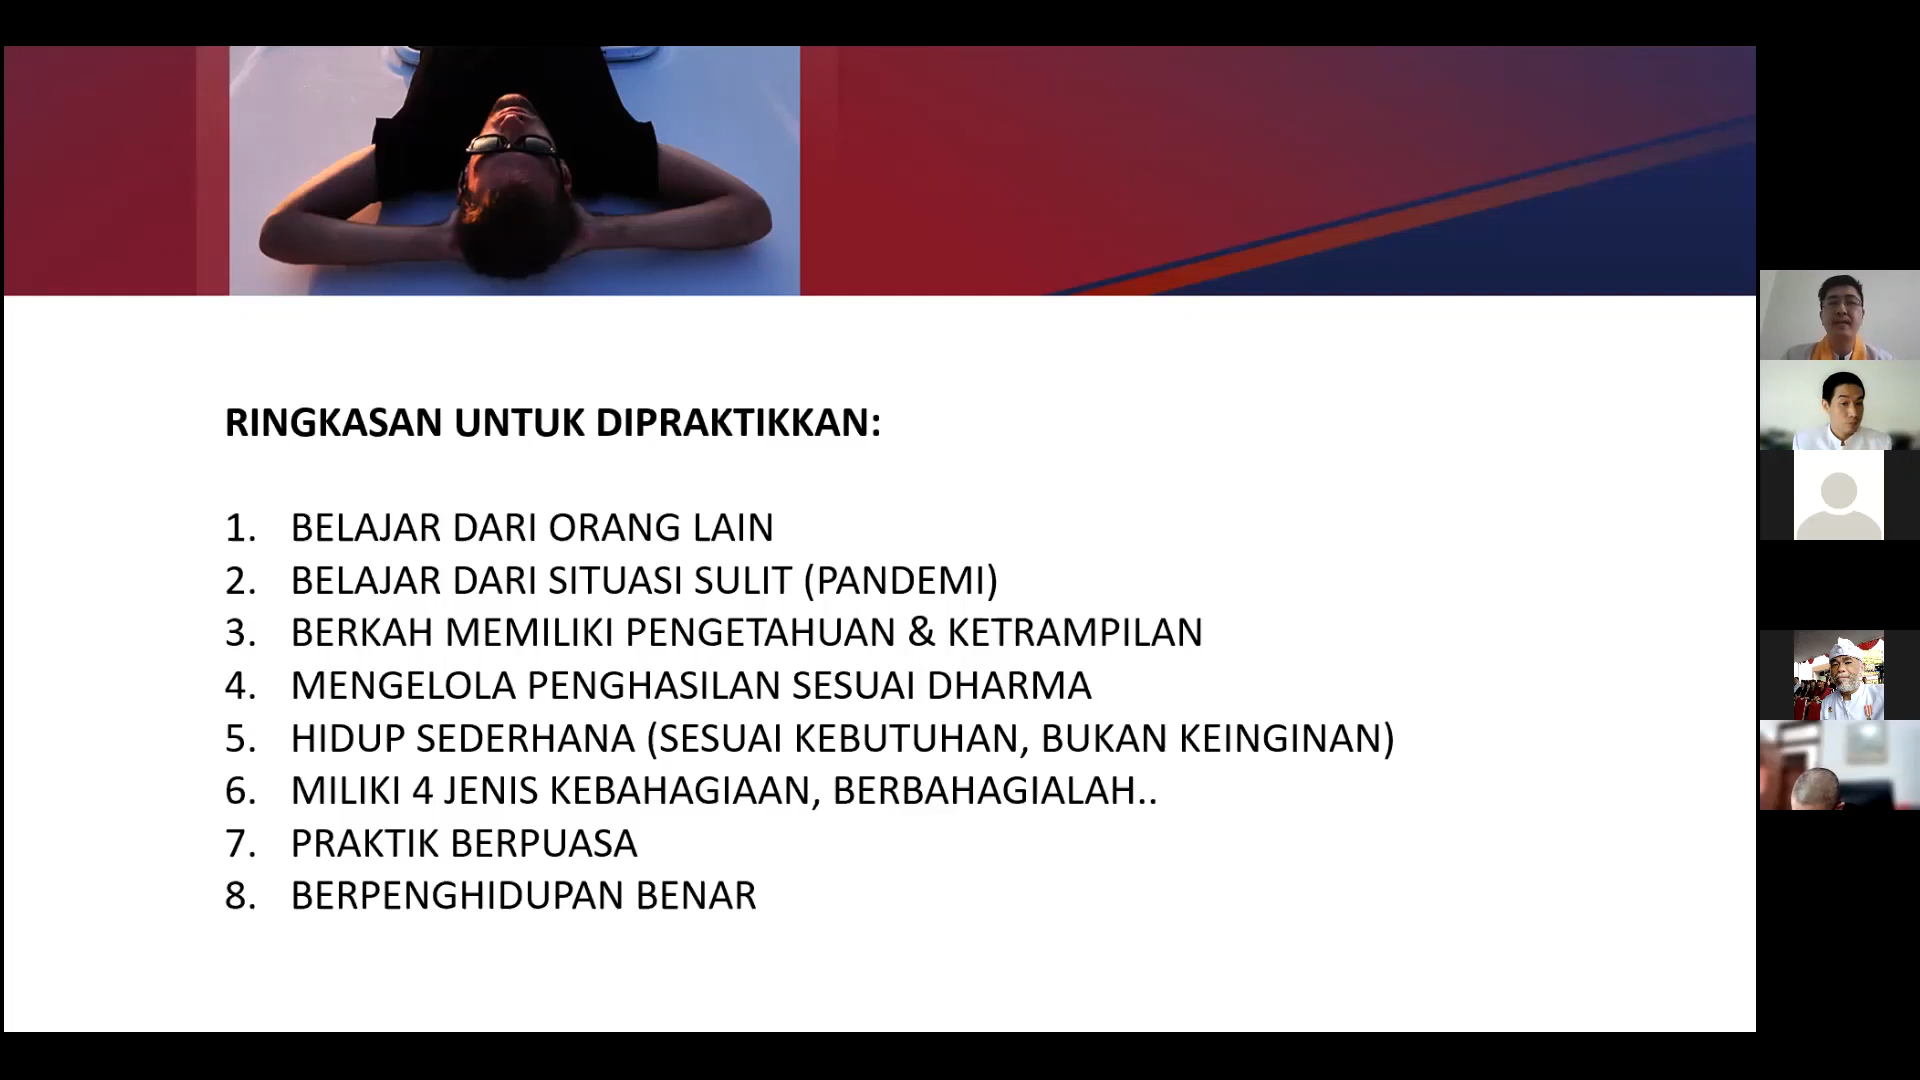 RINGKASAN UNTUK DIPRAKTIKKAN:
1. BELAJAR DARI ORANG LAIN
2. BELAJAR DARI SITUASI SULIT (PANDEMI)
3. BERKAH MEMILIKI PENGETAHUAN & KETRAMPILAN
4. MENGELOLA PENGHASILAN SESUAI DHARMA
5. HIDUP SEDERHANA (SESUAI KEBUTUHAN, BUKAN KEINGINAN)
6. MILIKI 4 JENIS KEBAHAGIAAN, BERBAHAGIALAH..
7. PRAKTIK BERPUASA
8. BERPENGHIDUPAN BENAR